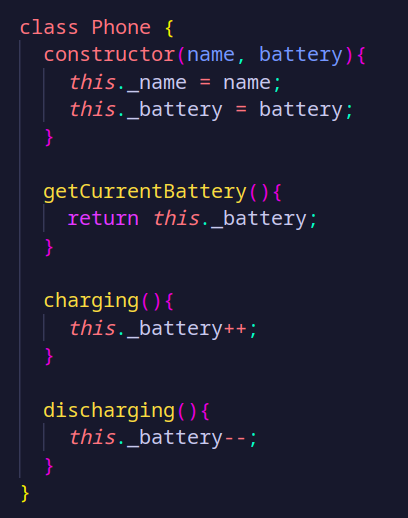 class Phone {
  constructor(name, battery){
    this._name = name;
    this._battery = battery;
  }

  getCurrentBattery(){
    return this._battery;
  }

  charging(){
    this._battery++;
  }

  discharging(){
    this._battery--;
  }
}